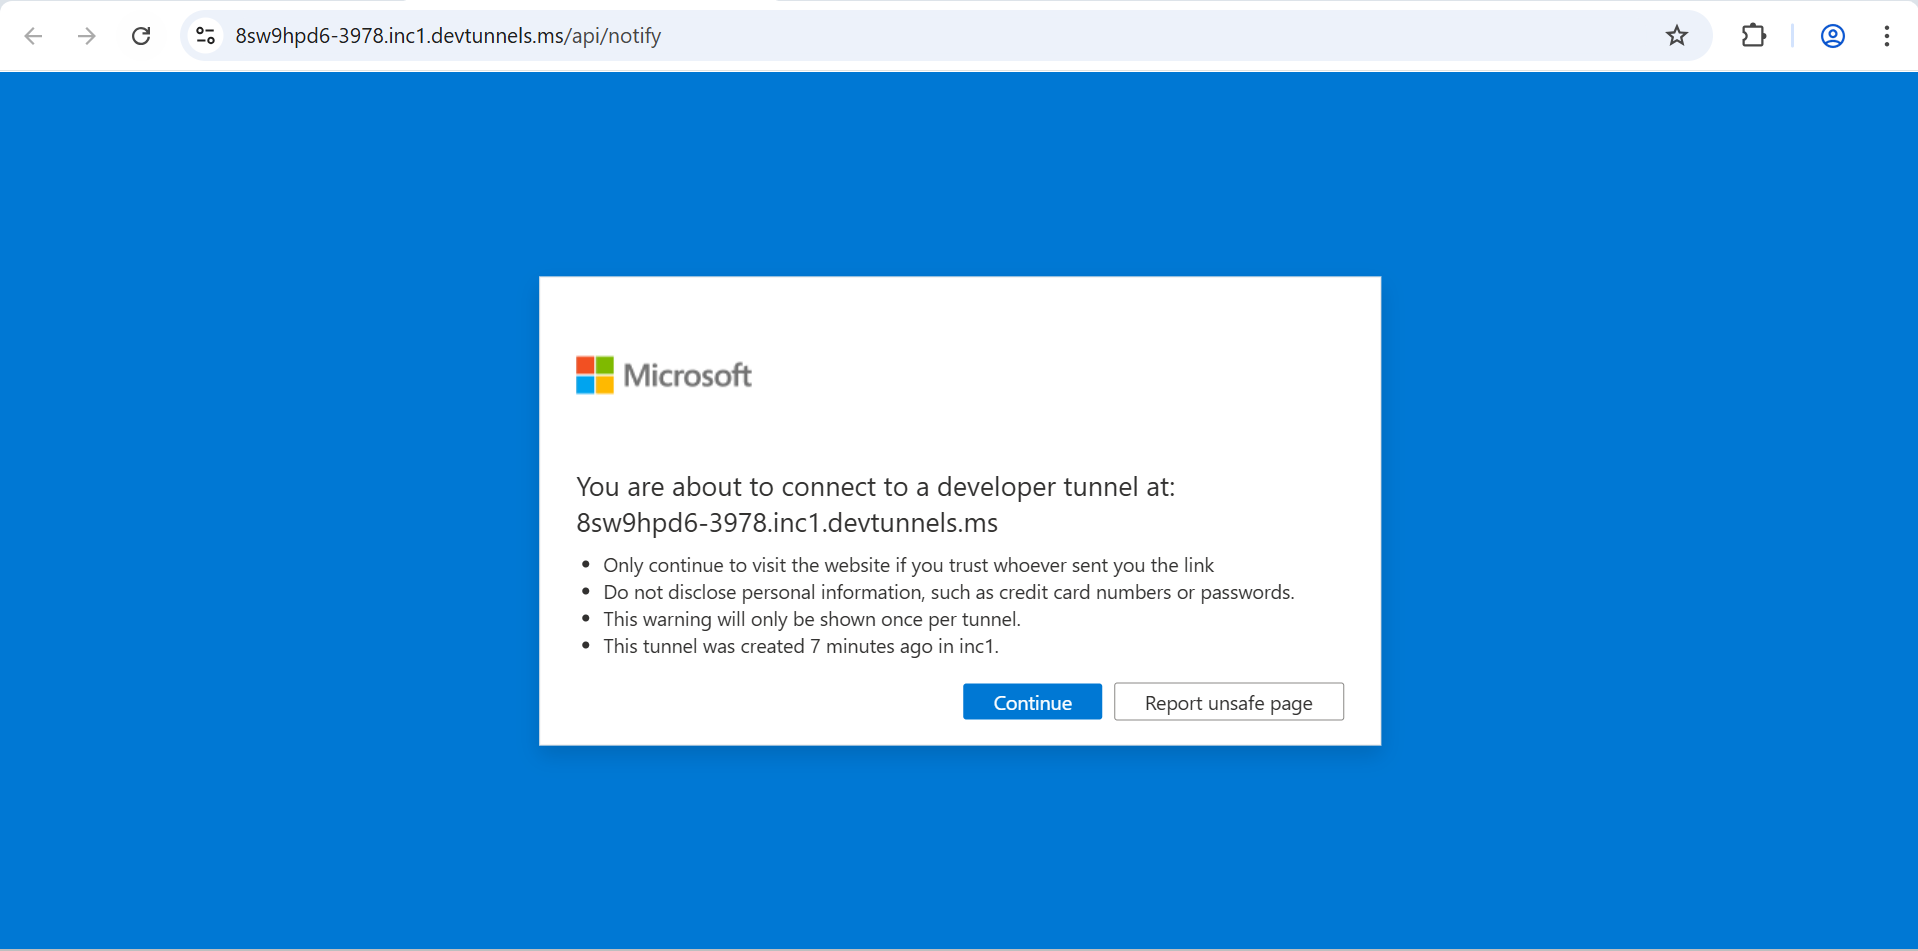 8sw9hpd6-3978.inc1.devtunnels.ms/api/notify
Microsoft
You are about to connect to a developer tunnel at:
8sw9hpd6-3978.inc1.devtunnels.ms
• Only continue to visit the website if you trust whoever sent you the link
• Do not disclose personal information, such as credit card numbers or passwords.
• This warning will only be shown once per tunnel.
• This tunnel was created 7 minutes ago in inc1.
Continue Report unsafe page